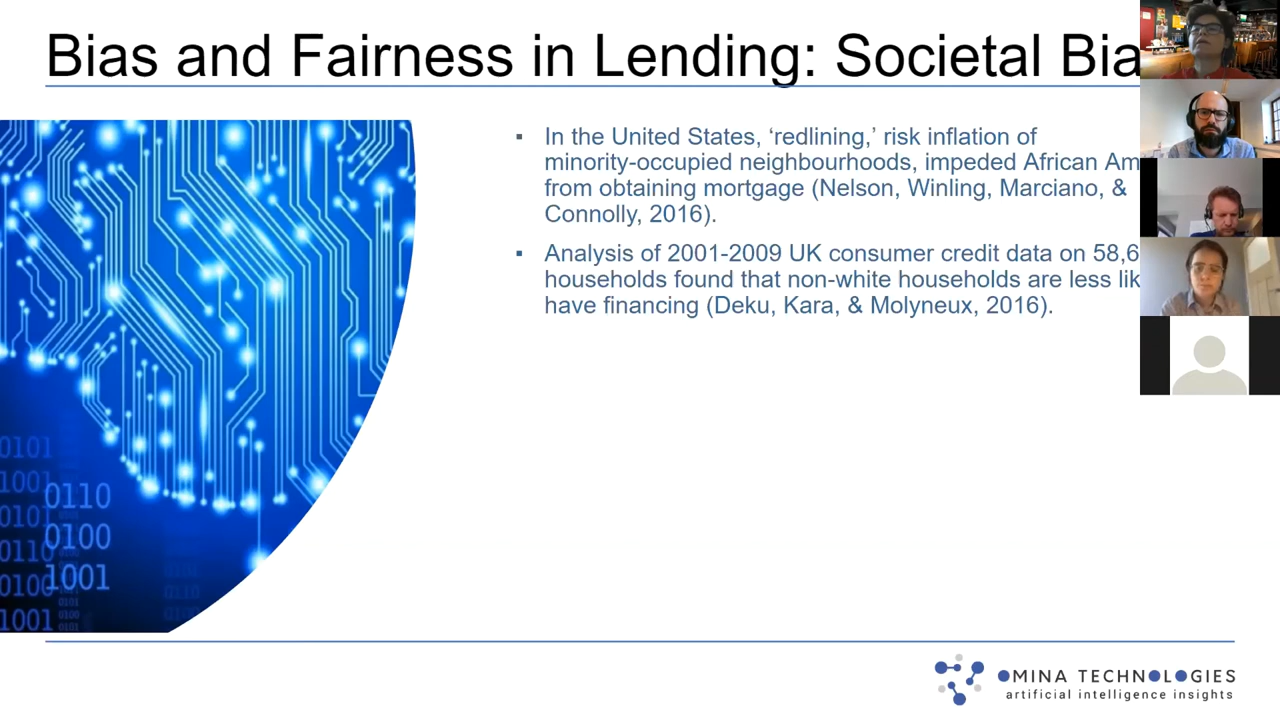 Bias and Fairness in Lending: Societal Bia
In the United States, ‘redlining,’ risk inflation of
minority-occupied neighbourhoods, impeded African Am
from obtaining mortgage (Nelson, Winling, Marciano, &
Connolly, 2016).
Analysis of 2001-2009 UK consumer credit data on 58,6
households found that non-white households are less lik
have financing (Deku, Kara, & Molyneux, 2016).
0101
1001
0110
0101
0100
0110
0100
1001
1001
OMINA TECHNOLOGIES
artificial intelligence insights